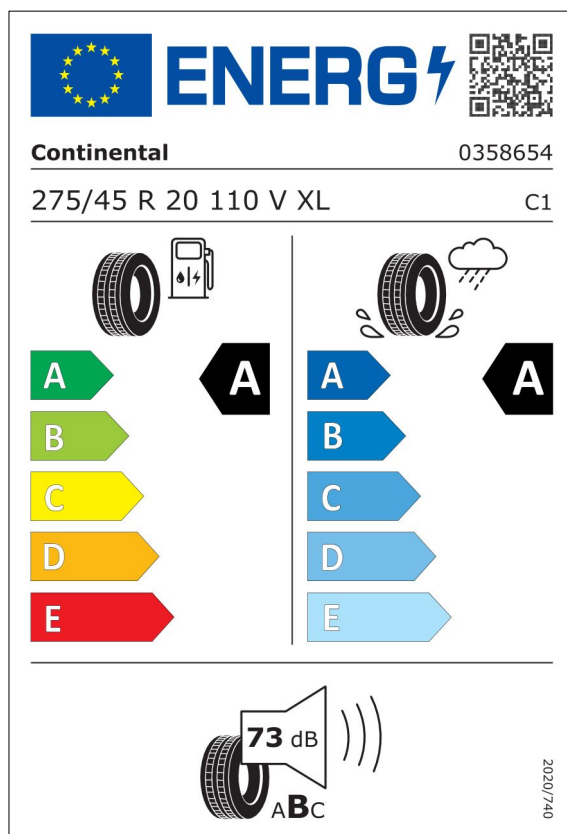 ENERG
Continental 0358654
275/45 R 20 110 V XL C1
A A
B
C
D
E
A A
B
C
D
E
73 dB
ABC
2020/740